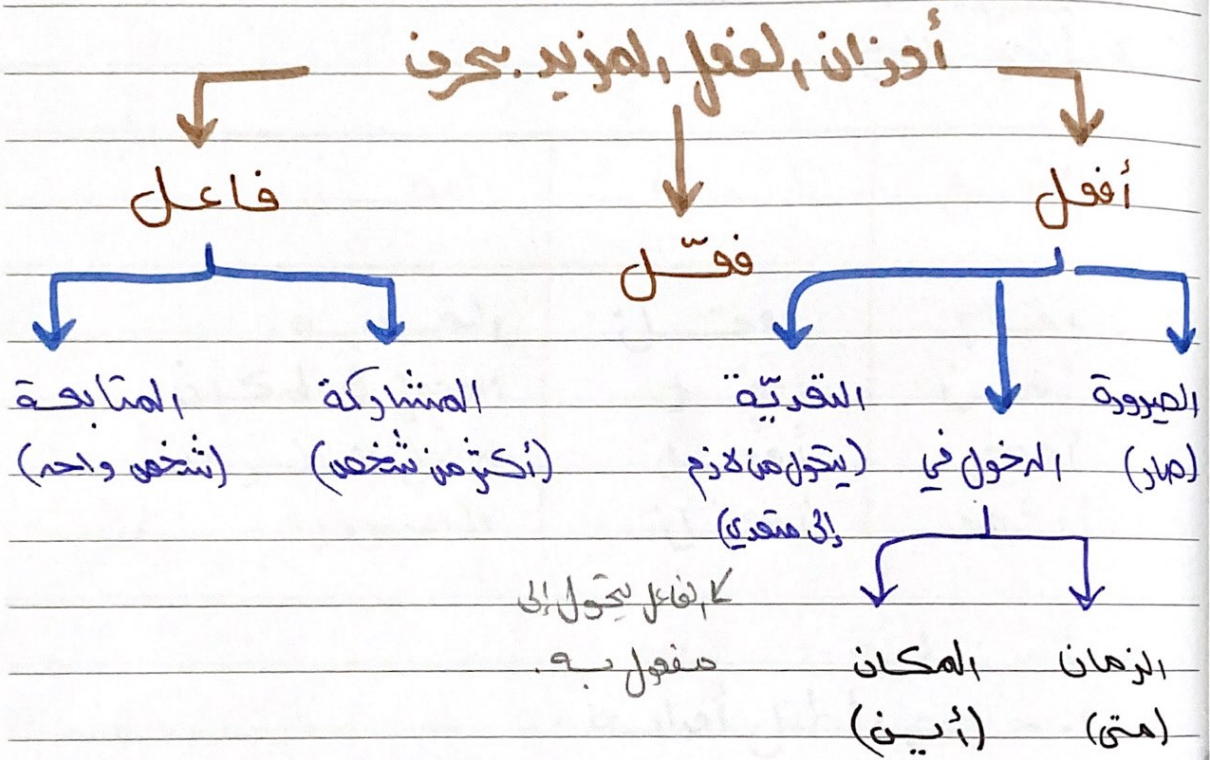 أوزان الفعل المزيد بحرف
أفعل
فعّل
فاعل
الصيرورة
(صار)
الدخول في
الزمان
(متى)
المكان
(أين)
التعديّة
(يتحول من لازم
إلى متعدي)
الفاعل يتحول إلى
مفعول به.
المشاركة
(أكثر من شخص)
المتابعة
(شخص واحد)